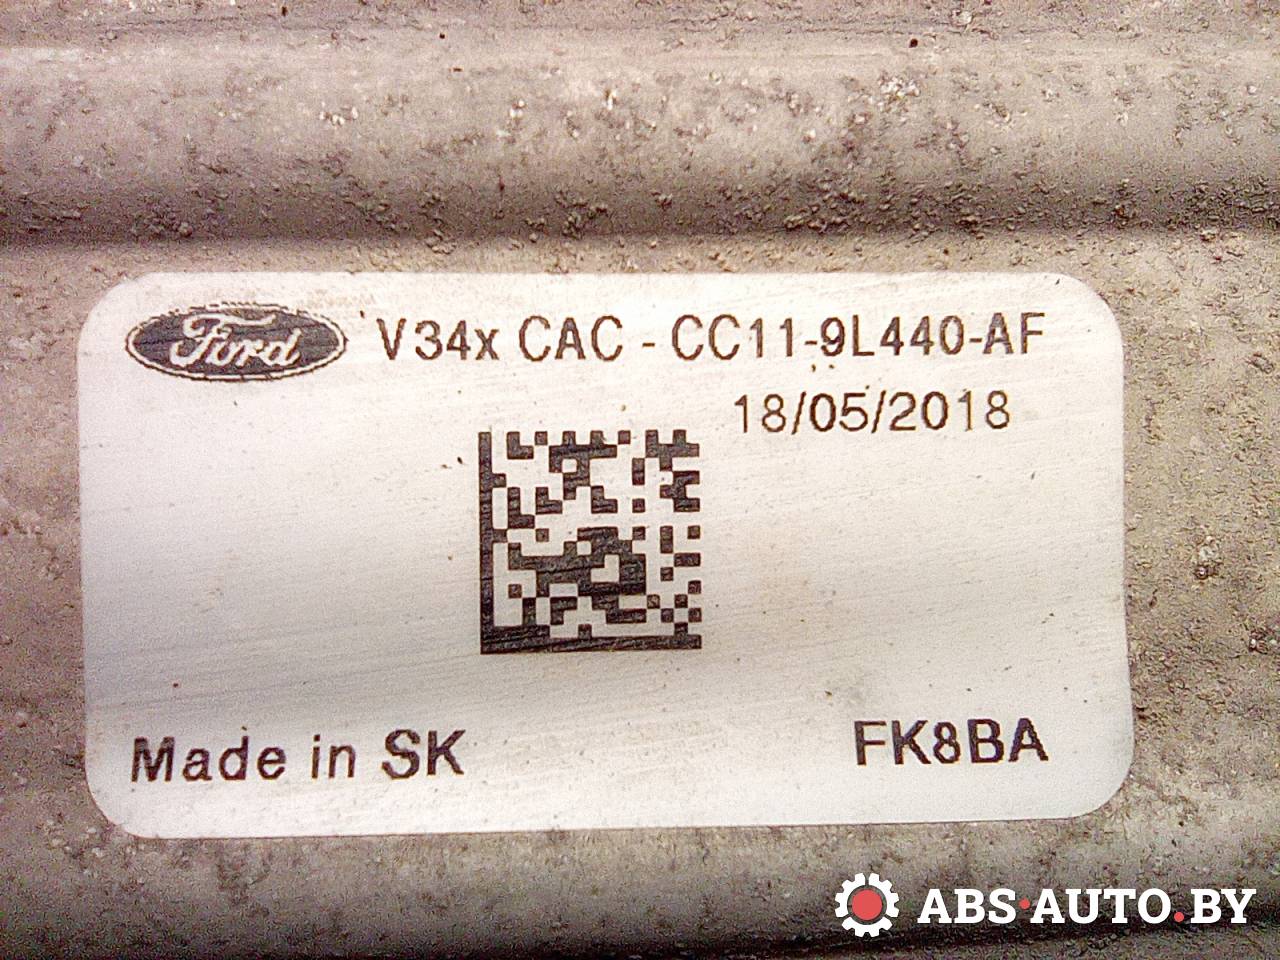 Ford V34x CAC - CC11-9L440-AF
18/05/2018
Made in SK FK8BA
ABS·AUTO.BY